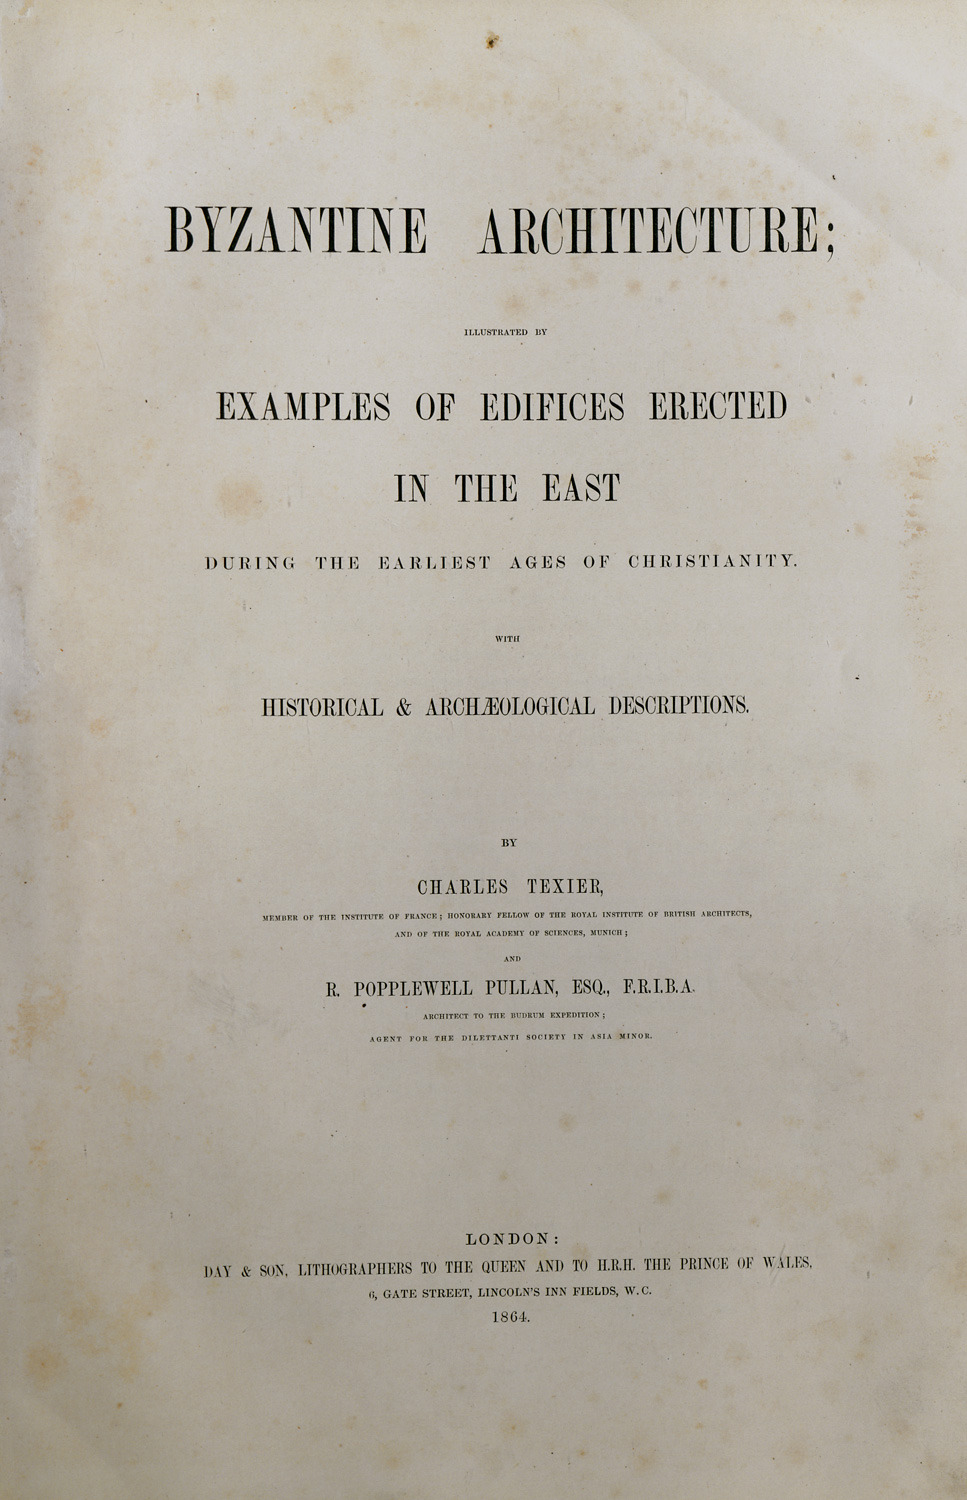 BYZANTINE ARCHITECTURE;
ILLUSTRATED BY
EXAMPLES OF EDIFICES ERECTED
IN THE EAST
DURING THE EARLIEST AGES OF CHRISTIANITY.
WITH
HISTORICAL & ARCHÆOLOGICAL DESCRIPTIONS.
BY
CHARLES TEXIER,
MEMBER OF THE INSTITUTE OF FRANCE; HONORARY FELLOW OF THE ROYAL INSTITUTE OF BRITISH ARCHITECTS,
AND OF THE ROYAL ACADEMY OF SCIENCES, MUNICH;
AND
R. POPPLEWELL PULLAN, ESQ., F.R.I.B.A.
ARCHITECT TO THE BUDRUM EXPEDITION;
AGENT FOR THE DILETTANTI SOCIETY IN ASIA MINOR.
LONDON:
DAY & SON, LITHOGRAPHERS TO THE QUEEN AND TO H.R.H. THE PRINCE OF WALES,
6, GATE STREET, LINCOLN'S INN FIELDS, W.C.
1864.